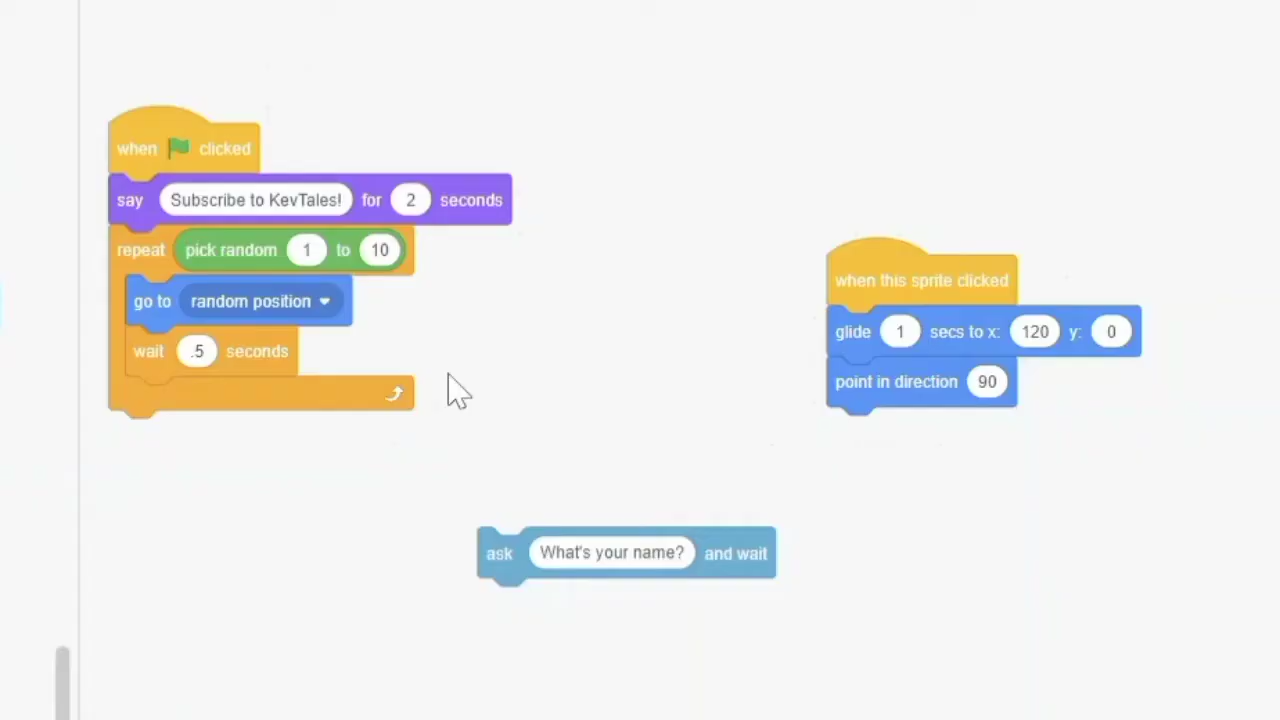 when clicked
say Subscribe to KevTales! for 2 seconds
repeat pick random 1 to 10
go to random position
wait .5 seconds
when this sprite clicked
glide 1 secs to x: 120 y: 0
point in direction 90
ask What's your name? and wait